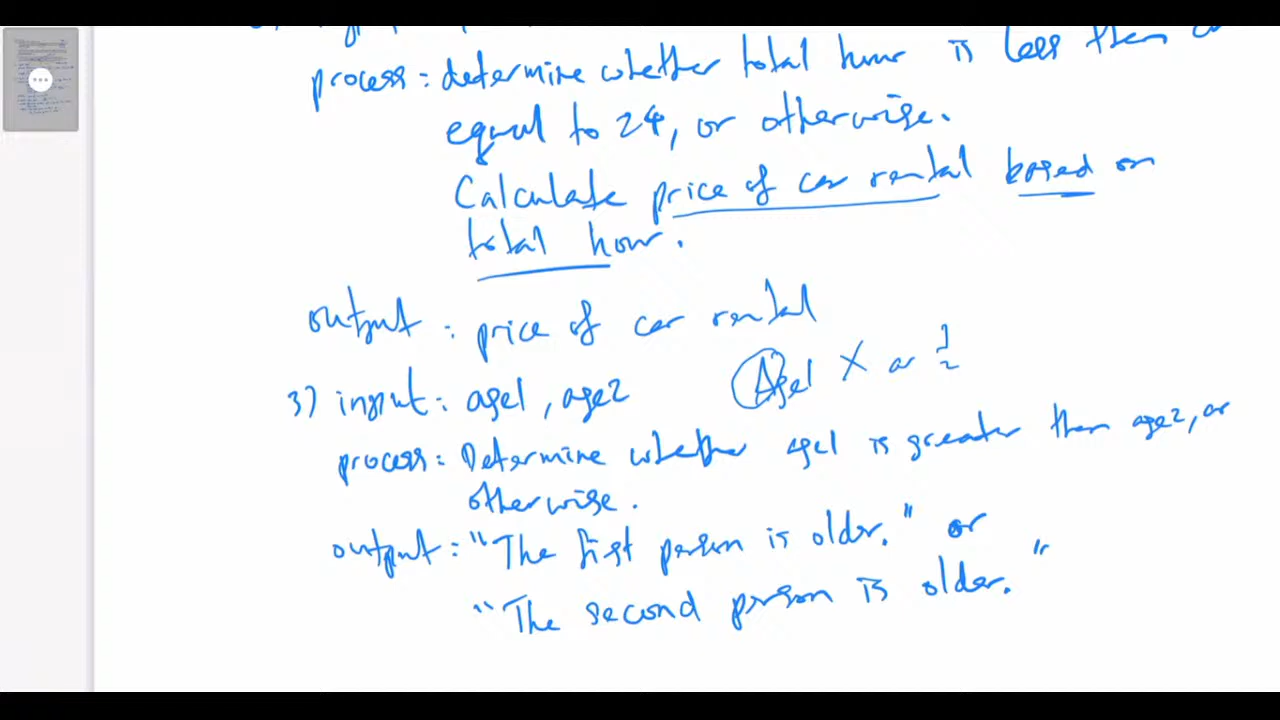 process : determine whether total hour is less than or
equal to 24, or otherwise.
Calculate price of car rental based on
total hour.
output : price of car rental
3) input : age1, age2 Age1 X or
process : Determine whether age1 is greater than age2, or
otherwise.
output : "The first person is older." or
"The second person is older."